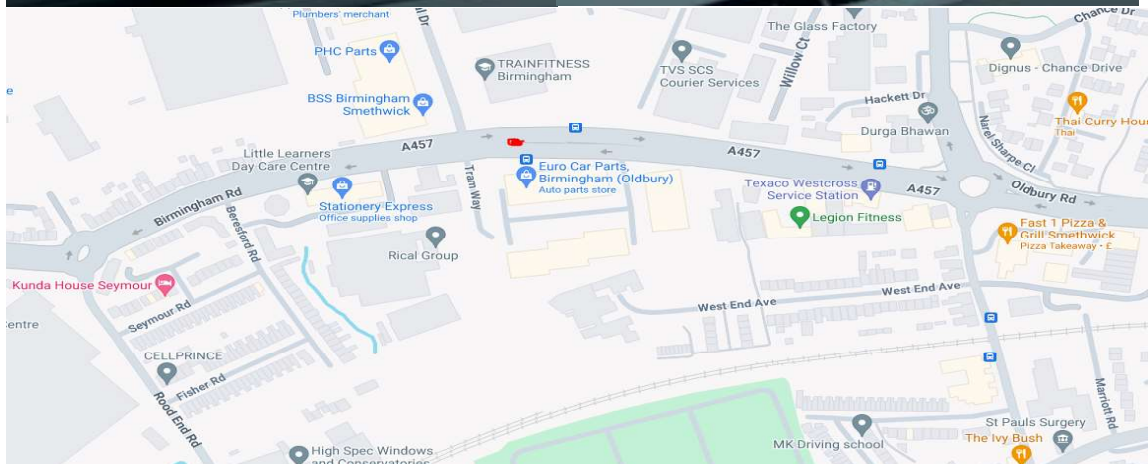 Plumbers' merchant
PHC Parts
BSS Birmingham
Smethwick
TRAINFITNESS
Birmingham
TVS SCS
Courier Services
Willow Ct
The Glass Factory
Chance Dr
Dignus - Chance Drive
Hackett Dr
Durga Bhawan
Thai Curry Hou
Thai
Narel Sharpe Cl
Oldbury Rd
A457
A457
A457
Little Learners
Day Care Centre
Birmingham Rd
Beresford Rd
Stationery Express
Office supplies shop
Tram Way
Euro Car Parts,
Birmingham (Oldbury)
Auto parts store
Texaco Westcross
Service Station
Legion Fitness
Fast 1 Pizza &
Grill Smethwick
Pizza Takeaway • £
Rical Group
Kunda House Seymour
Seymour Rd
West End Ave
West End Ave
CELLPRINCE
Fisher Rd
Rood End Rd
High Spec Windows
and Conservatories
MK Driving school
St Pauls Surgery
The Ivy Bush
Marriott Rd